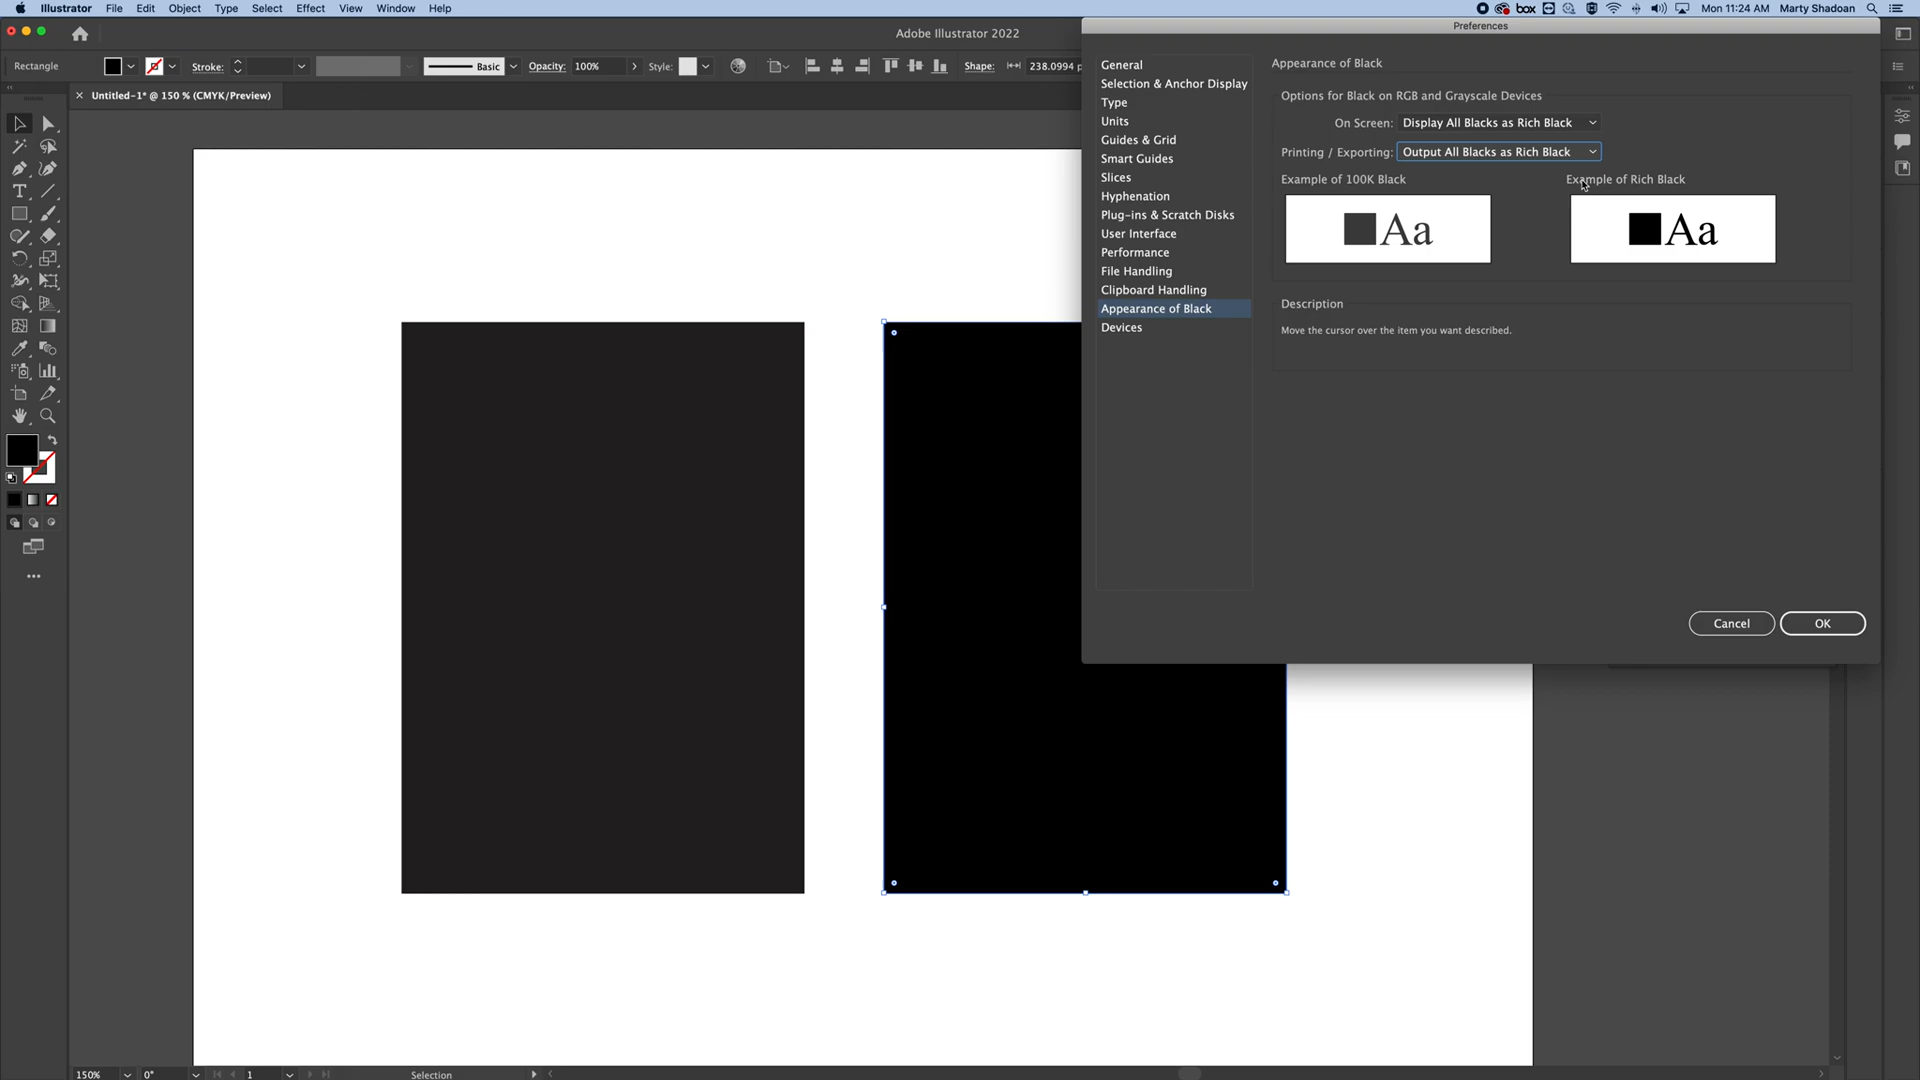 Illustrator File Edit Object Type Select Effect View Window Help
box Mon 11:24 AM Marty Shadoan
Adobe Illustrator 2022
Preferences
Rectangle Stroke: Basic Opacity: 100% Style: Shape: 238.0994 p
Untitled-1* @ 150 % (CMYK/Preview)
General
Selection & Anchor Display
Type
Units
Guides & Grid
Smart Guides
Slices
Hyphenation
Plug-ins & Scratch Disks
User Interface
Performance
File Handling
Clipboard Handling
Appearance of Black
Devices
Appearance of Black
Options for Black on RGB and Grayscale Devices
On Screen: Display All Blacks as Rich Black
Printing / Exporting: Output All Blacks as Rich Black
Example of 100K Black Example of Rich Black
Aa Aa
Description
Move the cursor over the item you want described.
Cancel OK
150% 0° 1 Selection